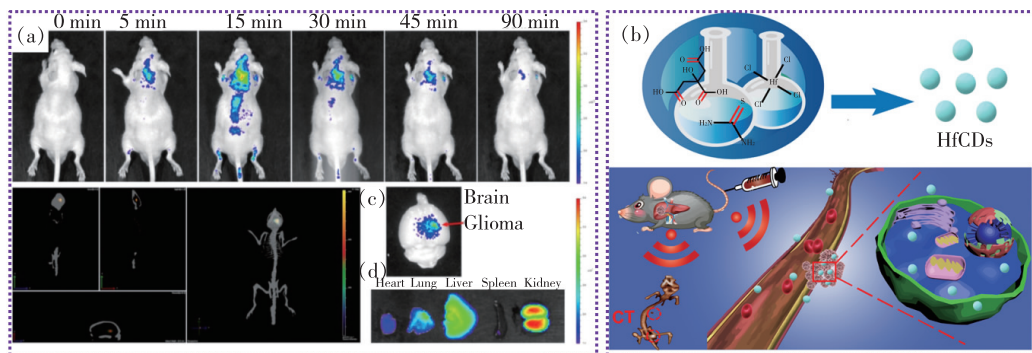 0 min 5 min 15 min 30 min 45 min 90 min
(a)
(c)
Brain
Glioma
(d)
Heart Lung Liver Spleen Kidney
(b)
OH
O
HO
HO
O
O
OH
S
H₂N
NH₂
Cl
Cl
Hf
Cl
Cl
HfCDs
CT